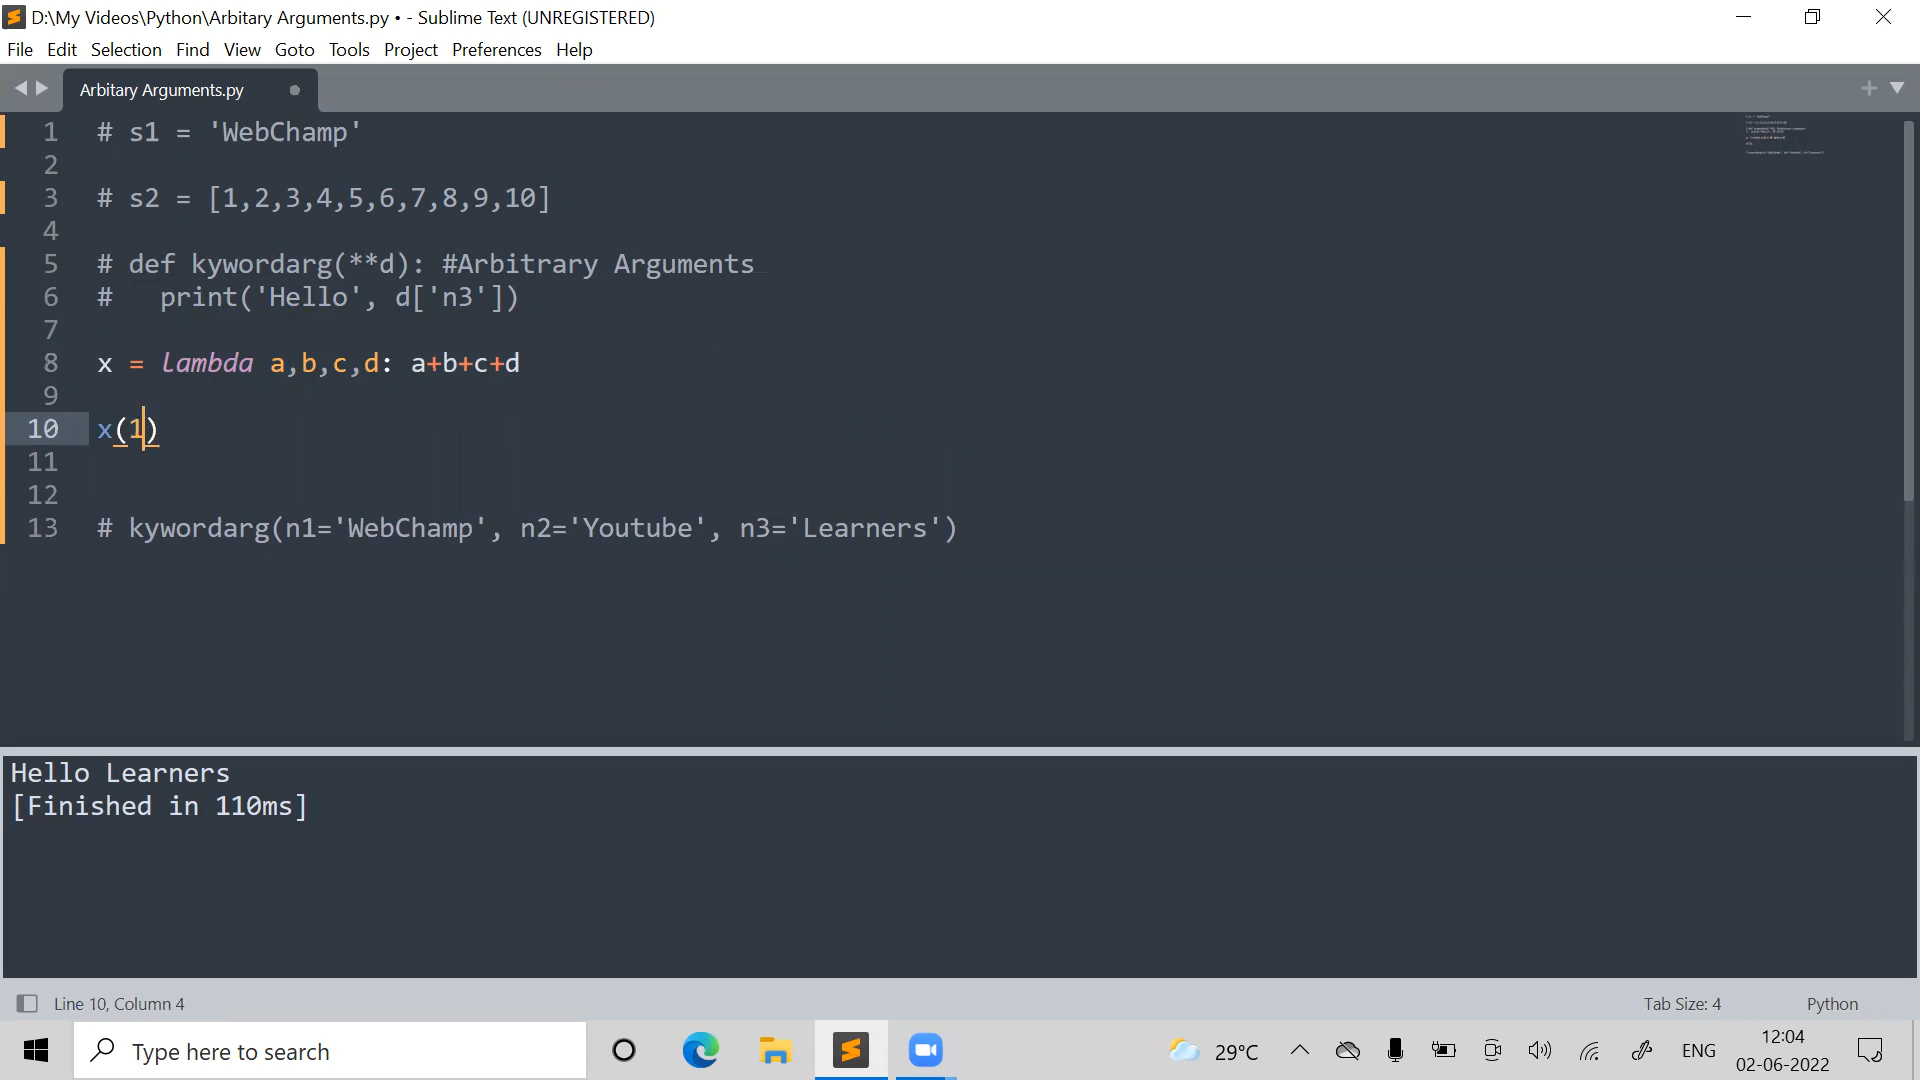 D:\My Videos\Python\Arbitary Arguments.py • - Sublime Text (UNREGISTERED)
File Edit Selection Find View Goto Tools Project Preferences Help
Arbitary Arguments.py
1 # s1 = 'WebChamp'
2
3 # s2 = [1,2,3,4,5,6,7,8,9,10]
4
5 # def kywordarg(**d): #Arbitrary Arguments
6 #   print('Hello', d['n3'])
7
8 x = lambda a,b,c,d: a+b+c+d
9
10 x(1)
11
12
13 # kywordarg(n1='WebChamp', n2='Youtube', n3='Learners')
Hello Learners
[Finished in 110ms]
Line 10, Column 4 Tab Size: 4 Python
Type here to search 29°C ENG 12:04
02-06-2022